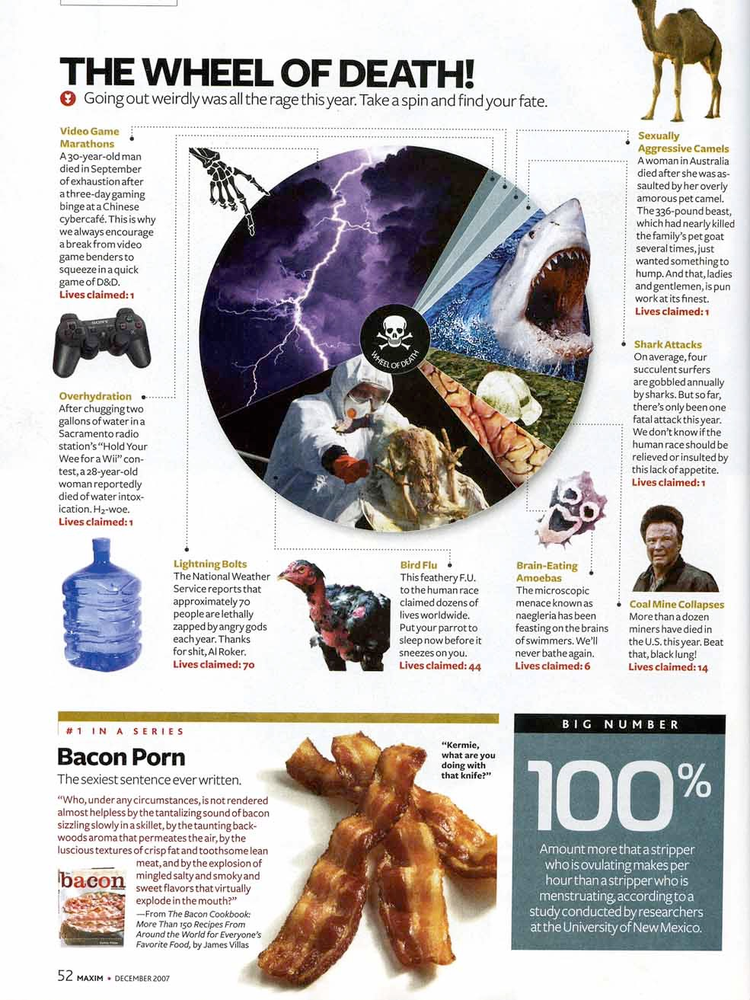 THE WHEEL OF DEATH!
Going out weirdly was all the rage this year. Take a spin and find your fate.
Video Game
Marathons
A 30-year-old man
died in September
of exhaustion after
a three-day gaming
binge at a Chinese
cybercafé. This is why
we always encourage
a break from video
game benders to
squeeze in a quick
game of D&D.
Lives claimed: 1
SONY
Overhydration
After chugging two
gallons of water in a
Sacramento radio
station's "Hold Your
Wee for a Wii" con-
test, a 28-year-old
woman reportedly
died of water intox-
ication. H2-woe.
Lives claimed: 1
WHEEL OF DEATH
Sexually
Aggressive Camels
A woman in Australia
died after she was as-
saulted by her overly
amorous pet camel.
The 336-pound beast,
which had nearly killed
the family's pet goat
several times, just
wanted something to
hump. And that, ladies
and gentlemen, is pun
work at its finest.
Lives claimed: 1
Shark Attacks
On average, four
succulent surfers
are gobbled annually
by sharks. But so far,
there's only been one
fatal attack this year.
We don't know if the
human race should be
relieved or insulted by
this lack of appetite.
Lives claimed: 1
Lightning Bolts
The National Weather
Service reports that
approximately 70
people are lethally
zapped by angry gods
each year. Thanks
for shit, Al Roker.
Lives claimed: 70
Bird Flu
This feathery F.U.
to the human race
claimed dozens of
lives worldwide.
Put your parrot to
sleep now before it
sneezes on you.
Lives claimed: 44
Brain-Eating
Amoebas
The microscopic
menace known as
naegleria has been
feasting on the brains
of swimmers. We'll
never bathe again.
Lives claimed: 6
Coal Mine Collapses
More than a dozen
miners have died in
the U.S. this year. Beat
that, black lung!
Lives claimed: 14
#1 IN A SERIES
Bacon Porn
The sexiest sentence ever written.
"Who, under any circumstances, is not rendered
almost helpless by the tantalizing sound of bacon
sizzling slowly in a skillet, by the taunting back-
woods aroma that permeates the air, by the
luscious textures of crisp fat and toothsome lean
meat, and by the explosion of
mingled salty and smoky and
sweet flavors that virtually
explode in the mouth?"
—From The Bacon Cookbook:
More Than 150 Recipes From
Around the World for Everyone's
Favorite Food, by James Villas
bacon
"Kermie,
what are you
doing with
that knife?"
BIG NUMBER
100%
Amount more that a stripper
who is ovulating makes per
hour than a stripper who is
menstruating, according to a
study conducted by researchers
at the University of New Mexico.
52 MAXIM • DECEMBER 2007